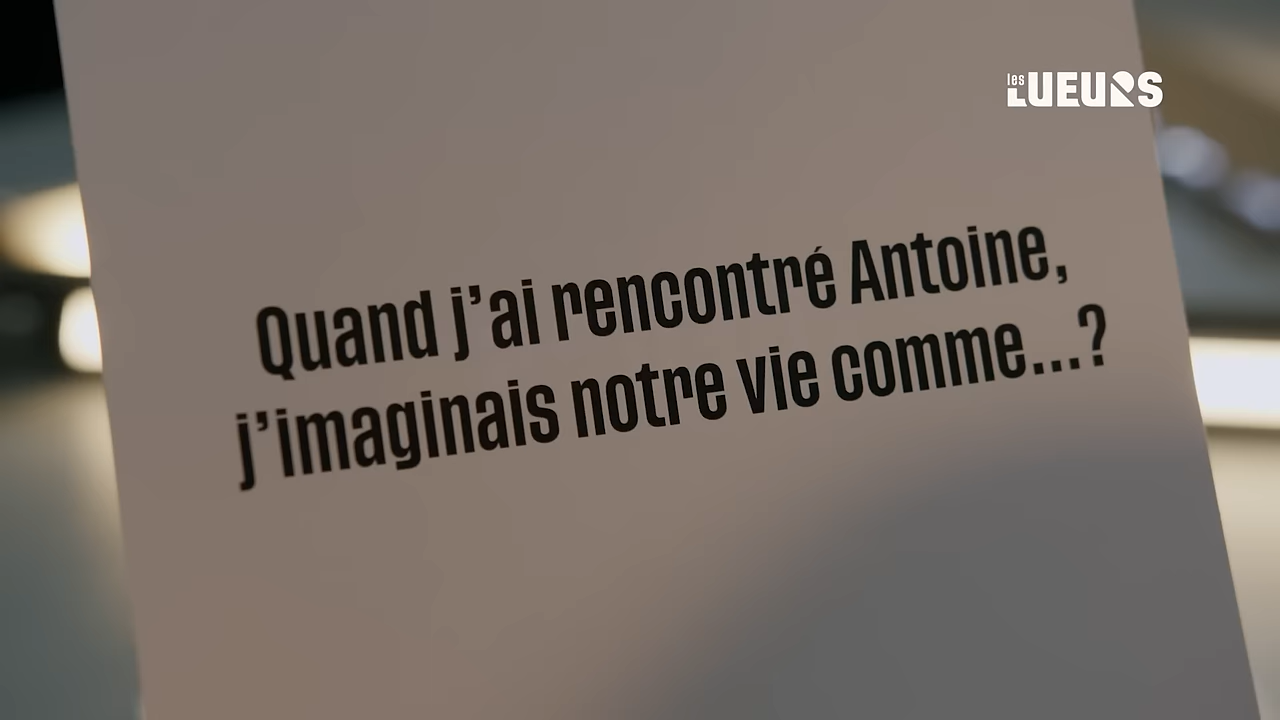 les
LUEURS
Quand j'ai rencontré Antoine,
j'imaginais notre vie comme...?